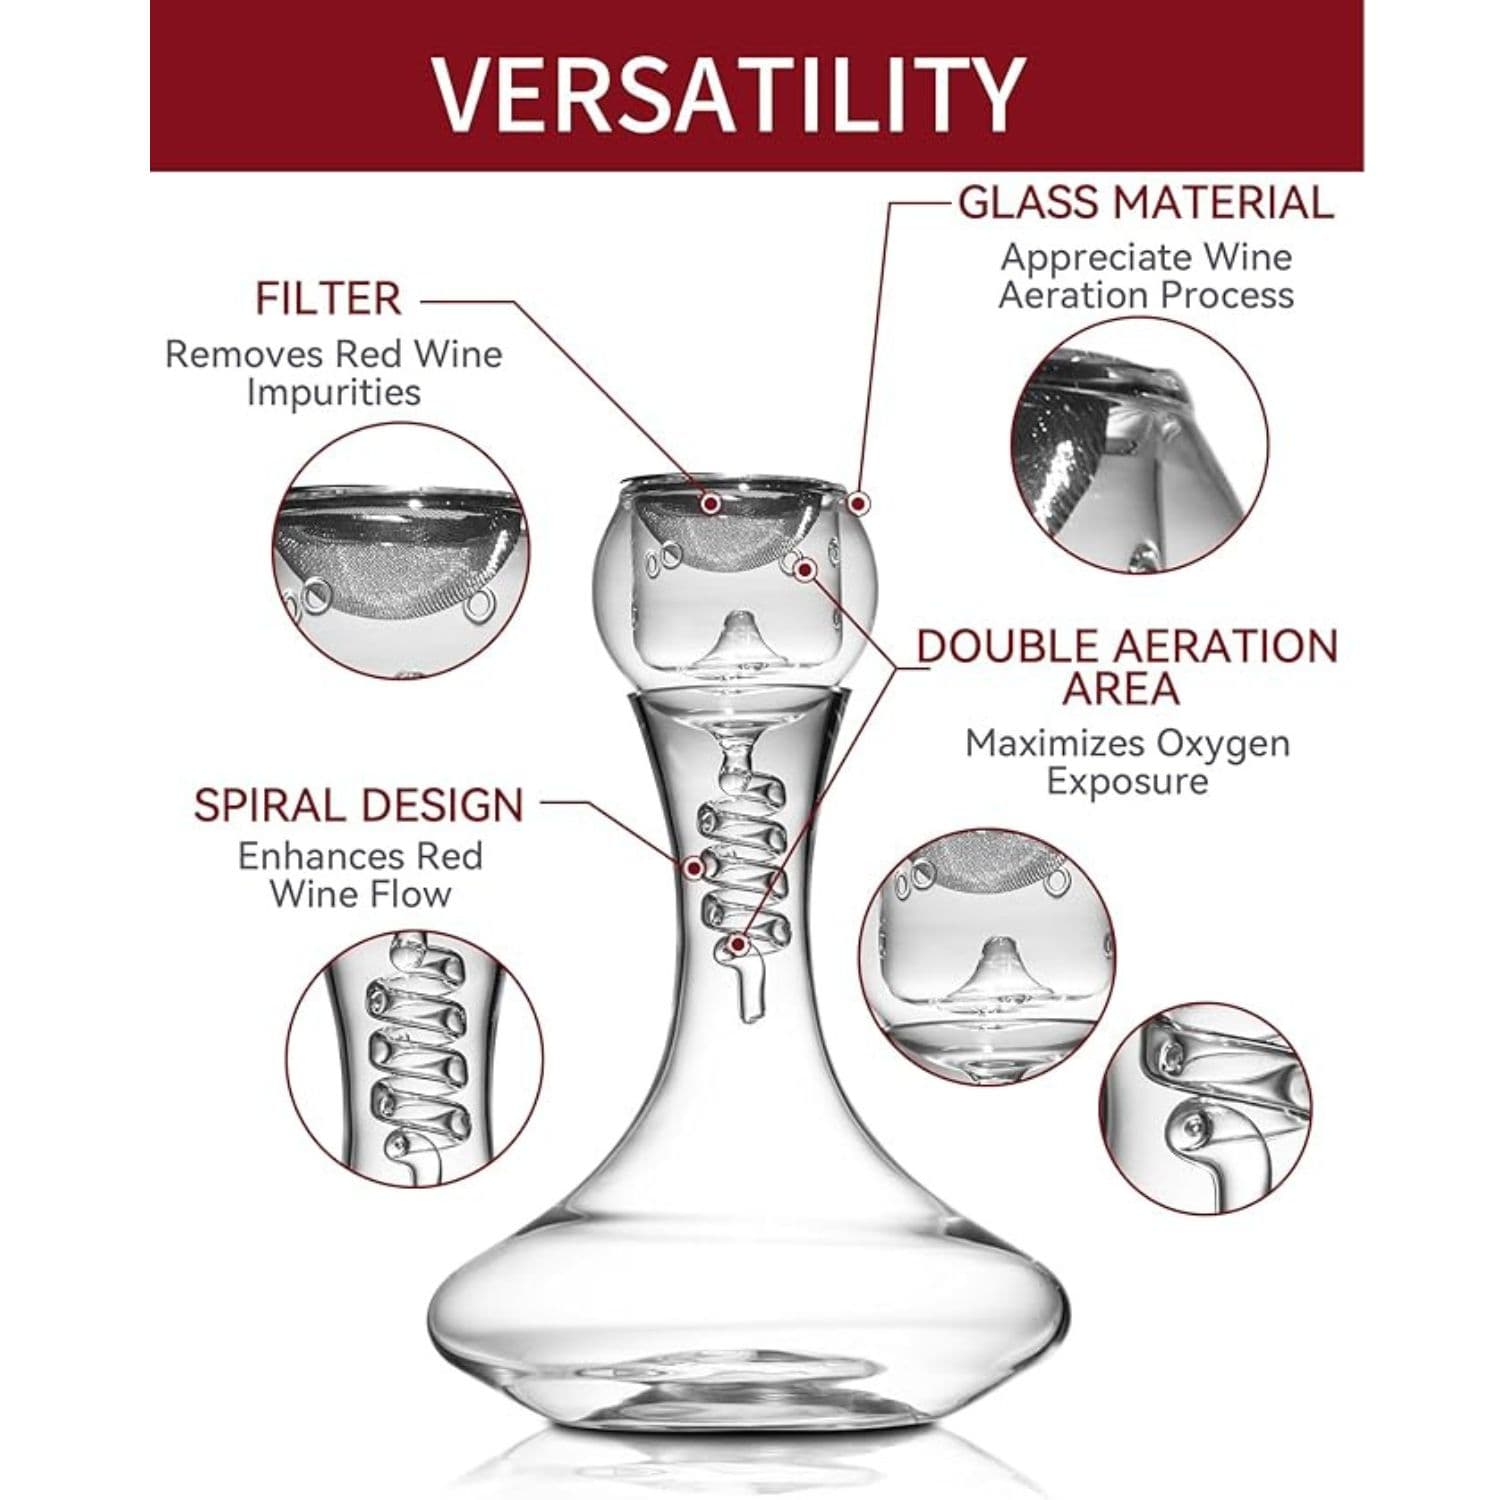 VERSATILITY
GLASS MATERIAL
Appreciate Wine
Aeration Process
FILTER
Removes Red Wine
Impurities
DOUBLE AERATION
AREA
Maximizes Oxygen
Exposure
SPIRAL DESIGN
Enhances Red
Wine Flow